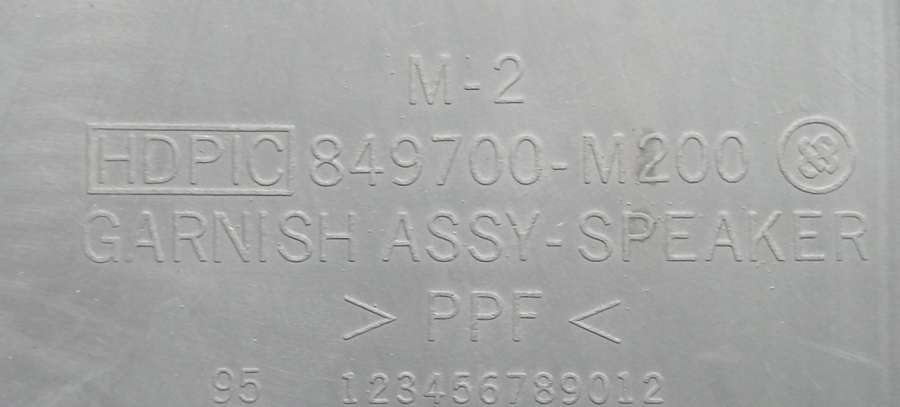 M-2
HDPIC 849700-M200
GARNISH ASSY-SPEAKER
> PPF <
95 123456789012